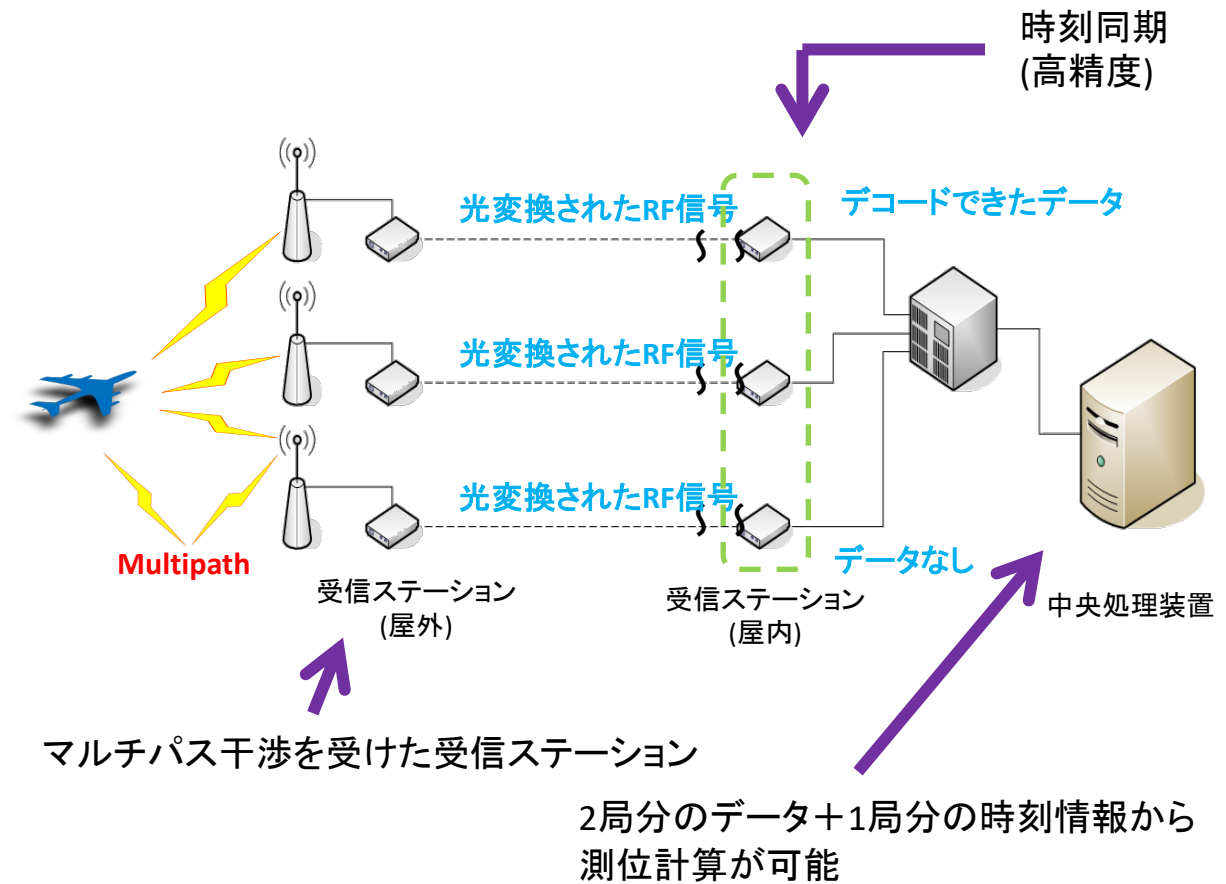 時刻同期
(高精度)
光変換されたRF信号
デコードできたデータ
光変換されたRF信号
光変換されたRF信号
Multipath
データなし
受信ステーション
(屋外)
受信ステーション
(屋内)
中央処理装置
マルチパス干渉を受けた受信ステーション
2局分のデータ＋1局分の時刻情報から
測位計算が可能